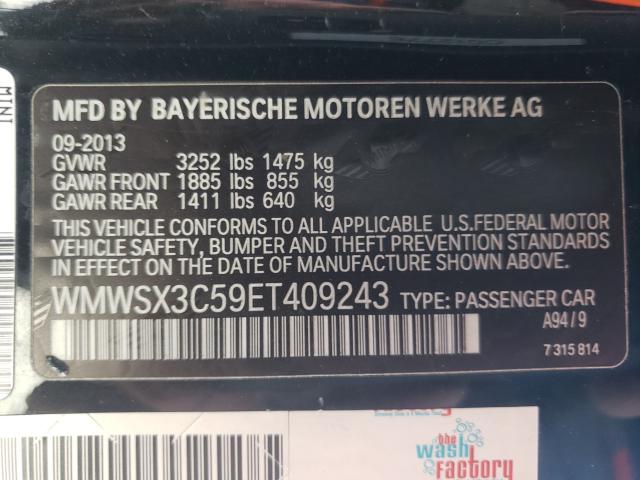 MINI
MFD BY BAYERISCHE MOTOREN WERKE AG
09-2013
GVWR 3252 lbs 1475 kg
GAWR FRONT 1885 lbs 855 kg
GAWR REAR 1411 lbs 640 kg
THIS VEHICLE CONFORMS TO ALL APPLICABLE U.S.FEDERAL MOTOR
VEHICLE SAFETY, BUMPER AND THEFT PREVENTION STANDARDS
IN EFFECT ON THE DATE OF MANUFACTURE SHOWN ABOVE.
WMWSX3C59ET409243 TYPE: PASSENGER CAR
A94/9
7 315 814
the
Wash
Factory